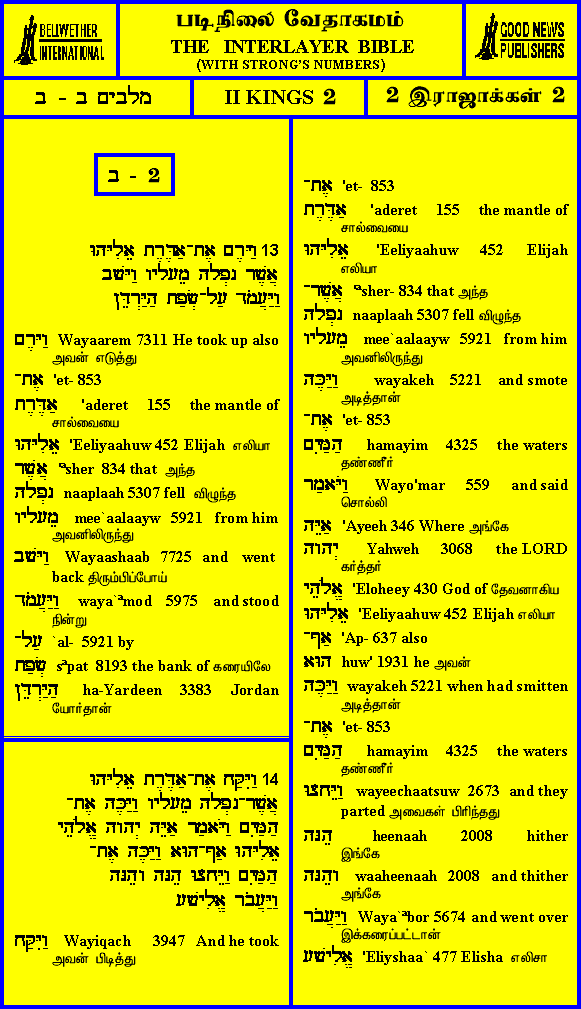 BELLWETHER
INTERNATIONAL
படிநிலை வேதாகமம்
THE INTERLAYER BIBLE
(WITH STRONG'S NUMBERS)
GOOD NEWS
PUBLISHERS
מלבים ב - ב
II KINGS 2
2 இராஜாக்கள் 2
ב - 2
13 וַיָּרֶם אֶת־אַדֶּרֶת אֵלִיָּהוּ
אֲשֶׁר נָפְלָה מֵעָלָיו וַיָּשָׁב
וַיַּעֲמֹד עַל־שְׂפַת הַיַּרְדֵּן
וַיָּרֶם Wayaarem 7311 He took up also
அவன் எடுத்து
אֶת־ 'et- 853
אַדֶּרֶת 'aderet 155 the mantle of
சால்வையை
אֵלִיָּהוּ 'Eeliyaahuw 452 Elijah எலியா
אֲשֶׁר ªsher 834 that அந்த
נָפְלָה naaplaah 5307 fell விழுந்த
מֵעָלָיו mee`aalaayw 5921 from him
அவனிலிருந்து
וַיָּשָׁב Wayaashaab 7725 and went
back திரும்பிப்போய்
וַיַּעֲמֹד waya`ªmod 5975 and stood
நின்று
עַל־ `al- 5921 by
שְׂפַת sªpat 8193 the bank of கரையிலே
הַיַּרְדֵּן ha-Yardeen 3383 Jordan
யோர்தான்
14 וַיִּקַּח אֶת־אַדֶּרֶת אֵלִיָּהוּ
אֲשֶׁר־נָפְלָה מֵעָלָיו וַיַּכֶּה אֶת־
הַמַּיִם וַיֹּאמַר אַיֵּה יְהוָה אֱלֹהֵי
אֵלִיָּהוּ אַף־הוּא וַיַּכֶּה אֶת־
הַמַּיִם וַיֵּחָצוּ הֵנָּה וָהֵנָּה
וַיַּעֲבֹר אֱלִישָׁע
וַיִּקַּח Wayiqach 3947 And he took
அவன் பிடித்து
אֶת־ 'et- 853
אַדֶּרֶת 'aderet 155 the mantle of
சால்வையை
אֵלִיָּהוּ 'Eeliyaahuw 452 Elijah
எலியா
אֲשֶׁר־ ªsher- 834 that அந்த
נָפְלָה naaplaah 5307 fell விழுந்த
מֵעָלָיו mee`aalaayw 5921 from him
அவனிலிருந்து
וַיַּכֶּה wayakeh 5221 and smote
அடித்தான்
אֶת־ 'et- 853
הַמַּיִם hamayim 4325 the waters
தண்ணீர்
וַיֹּאמַר Wayo'mar 559 and said
சொல்லி
אַיֵּה 'Ayeeh 346 Where அங்கே
יְהוָה Yahweh 3068 the LORD
கர்த்தர்
אֱלֹהֵי 'Eloheey 430 God of தேவனாகிய
אֵלִיָּהוּ 'Eeliyaahuw 452 Elijah எலியா
אַף־ 'Ap- 637 also
הוּא huw' 1931 he அவன்
וַיַּכֶּה wayakeh 5221 when had smitten
அடித்தான்
אֶת־ 'et- 853
הַמַּיִם hamayim 4325 the waters
தண்ணீர்
וַיֵּחָצוּ wayeechaatsuw 2673 and they
parted அவைகள் பிரிந்தது
הֵנָּה heenaah 2008 hither
இங்கே
וָהֵנָּה waaheenaah 2008 and thither
அங்கே
וַיַּעֲבֹר Waya`ªbor 5674 and went over
இக்கரைப்பட்டான்
אֱלִישָׁע 'Eliyshaa` 477 Elisha எலிசா